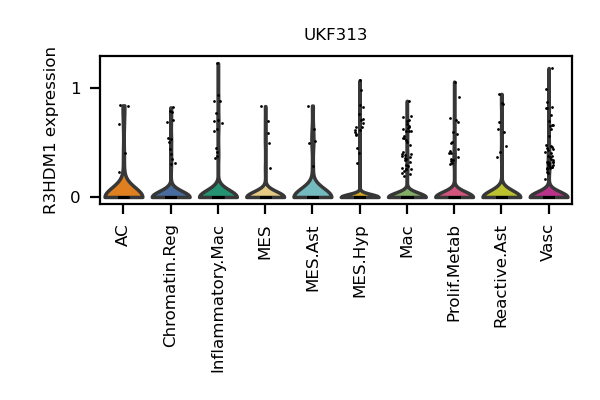 UKF313
R3HDM1 expression
1
0
AC
Chromatin.Reg
Inflammatory.Mac
MES
MES.Ast
MES.Hyp
Mac
Prolif.Metab
Reactive.Ast
Vasc